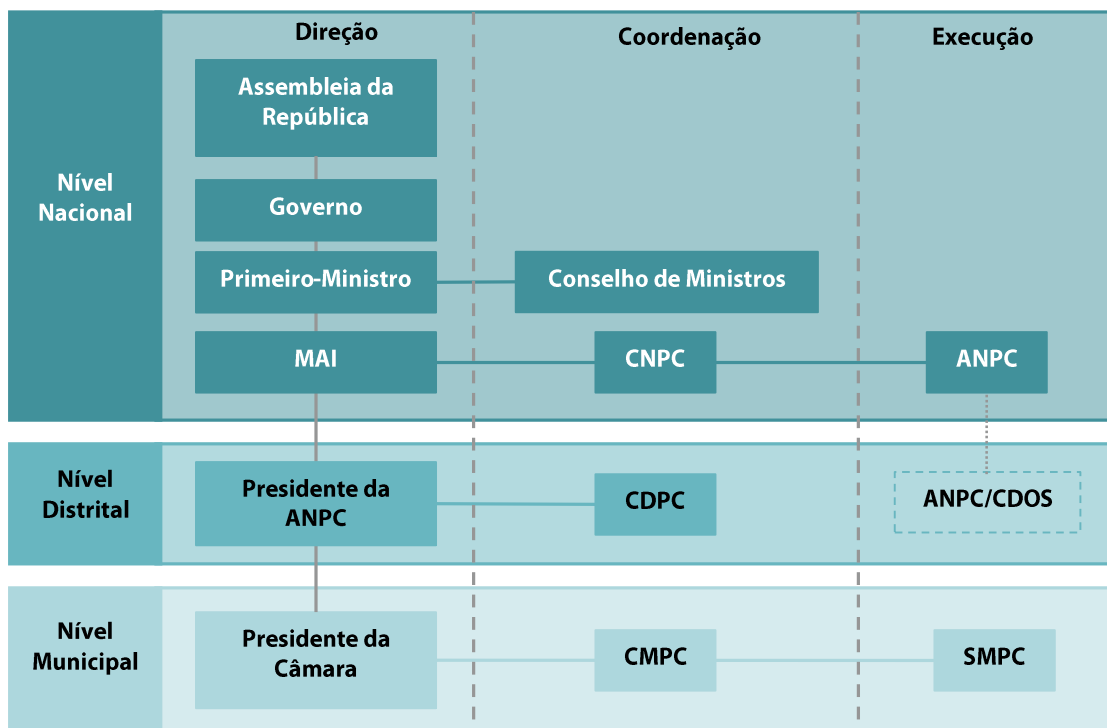 Direção
Coordenação
Execução
Nível
Nacional
Assembleia da
República
Governo
Primeiro-Ministro
Conselho de Ministros
MAI
CNPC
ANPC
Nível
Distrital
Presidente da
ANPC
CDPC
ANPC/CDOS
Nível
Municipal
Presidente da
Câmara
CMPC
SMPC